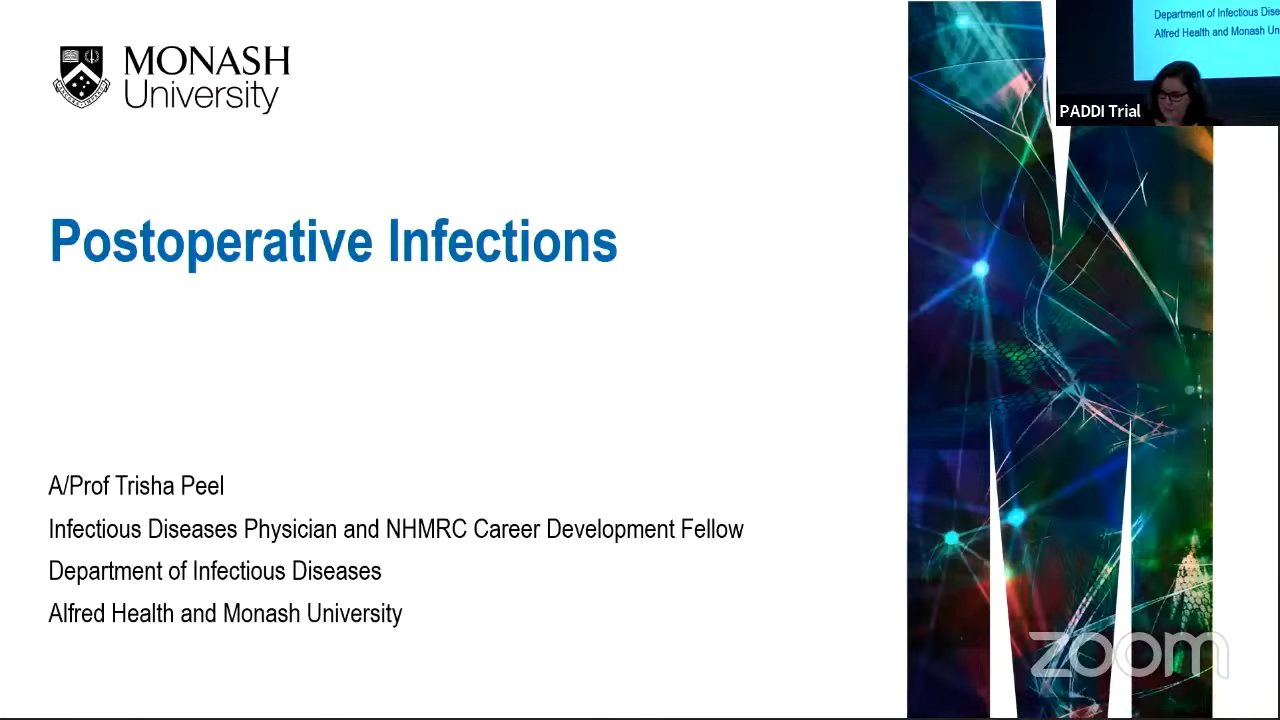 MONASH
University
Postoperative Infections
A/Prof Trisha Peel
Infectious Diseases Physician and NHMRC Career Development Fellow
Department of Infectious Diseases
Alfred Health and Monash University
Department of Infectious Dise
Alfred Health and Monash Un
PADDI Trial
zoom